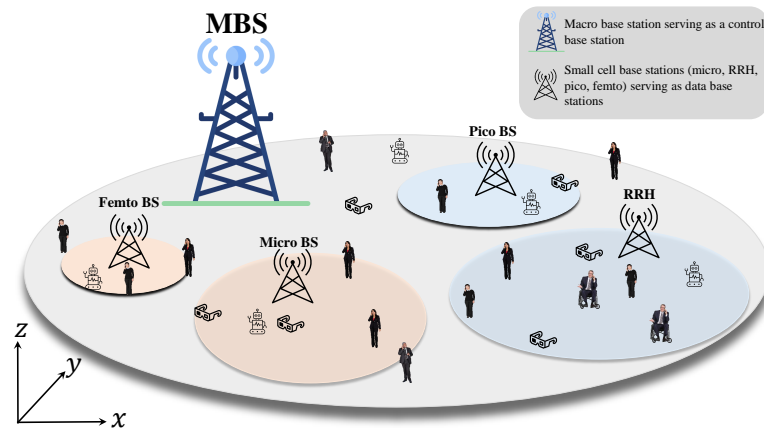 MBS
Macro base station serving as a control
base station
Small cell base stations (micro, RRH,
pico, femto) serving as data base
stations
Pico BS
RRH
Femto BS
Micro BS
z
y
x